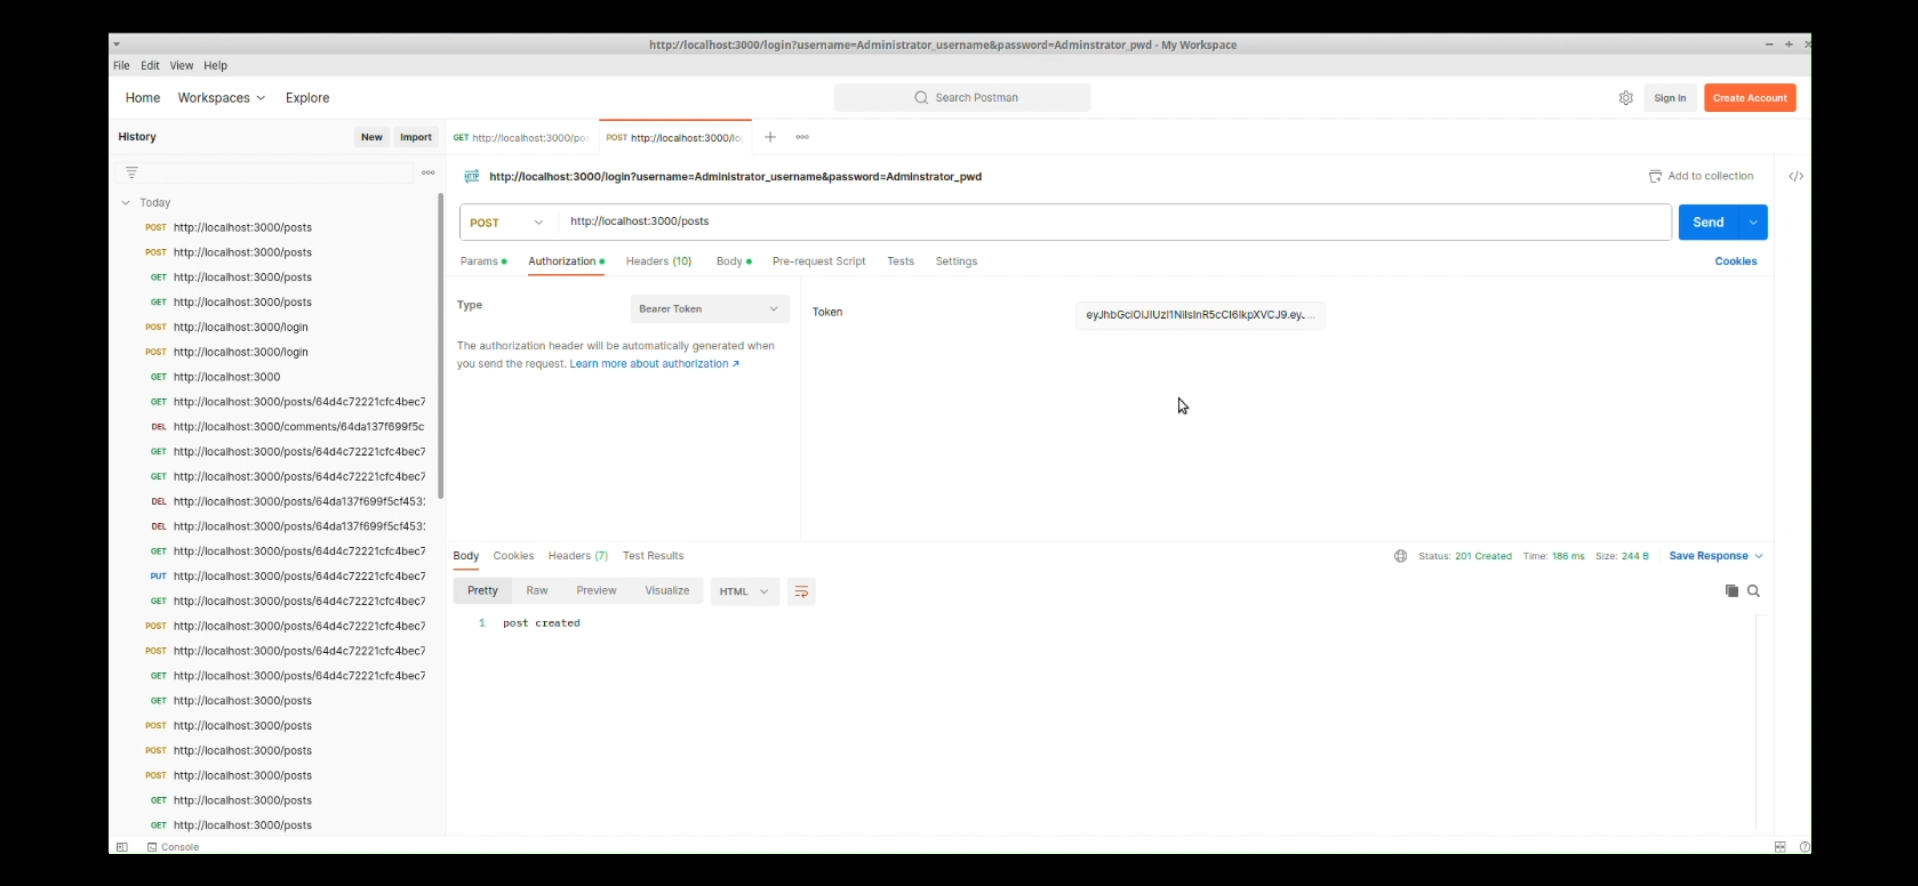 http://localhost:3000/login?username=Administrator_username&password=Adminstrator_pwd - My Workspace
File Edit View Help
Home Workspaces Explore Search Postman Sign In Create Account
History New Import
GET http://localhost:3000/po POST http://localhost:3000/lo
http://localhost:3000/login?username=Administrator_username&password=Adminstrator_pwd Add to collection
Today
POST http://localhost:3000/posts
POST http://localhost:3000/posts
GET http://localhost:3000/posts
GET http://localhost:3000/posts
POST http://localhost:3000/login
POST http://localhost:3000/login
GET http://localhost:3000
GET http://localhost:3000/posts/64d4c72221cfc4bec7
DEL http://localhost:3000/comments/64da137f699f5c
GET http://localhost:3000/posts/64d4c72221cfc4bec7
GET http://localhost:3000/posts/64d4c72221cfc4bec7
DEL http://localhost:3000/posts/64da137f699f5cf453
DEL http://localhost:3000/posts/64da137f699f5cf453
GET http://localhost:3000/posts/64d4c72221cfc4bec7
PUT http://localhost:3000/posts/64d4c72221cfc4bec7
GET http://localhost:3000/posts/64d4c72221cfc4bec7
POST http://localhost:3000/posts/64d4c72221cfc4bec7
POST http://localhost:3000/posts/64d4c72221cfc4bec7
GET http://localhost:3000/posts/64d4c72221cfc4bec7
GET http://localhost:3000/posts
POST http://localhost:3000/posts
POST http://localhost:3000/posts
POST http://localhost:3000/posts
GET http://localhost:3000/posts
GET http://localhost:3000/posts
POST http://localhost:3000/posts Send
Params Authorization Headers (10) Body Pre-request Script Tests Settings Cookies
Type Bearer Token
The authorization header will be automatically generated when
you send the request. Learn more about authorization ↗
Token
Body Cookies Headers (7) Test Results Status: 201 Created Time: 186 ms Size: 244 B Save Response
Pretty Raw Preview Visualize HTML
1 post created
Console